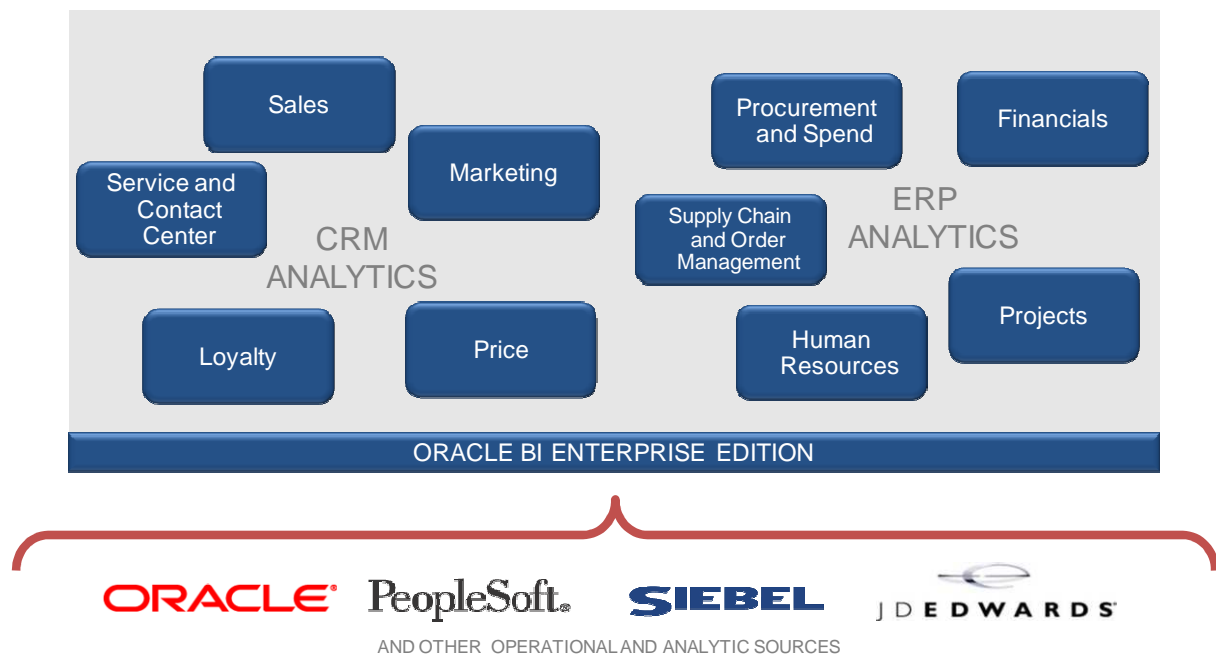 Sales
Marketing
Service and
Contact
Center
CRM
ANALYTICS
Loyalty
Price
Procurement
and Spend
Financials
Supply Chain
and Order
Management
ERP
ANALYTICS
Human
Resources
Projects
ORACLE BI ENTERPRISE EDITION
ORACLE®
PeopleSoft®
SIEBEL
JDEDWARDS®
AND OTHER OPERATIONAL AND ANALYTIC SOURCES